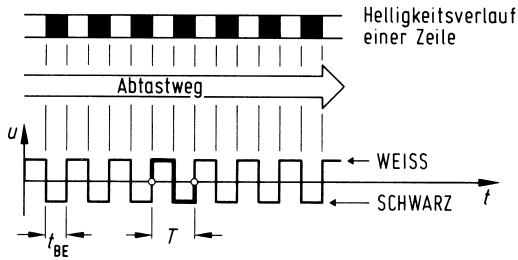 Helligkeitsverlauf
einer Zeile
Abtastweg
u
WEISS
SCHWARZ
t
t_BE
T